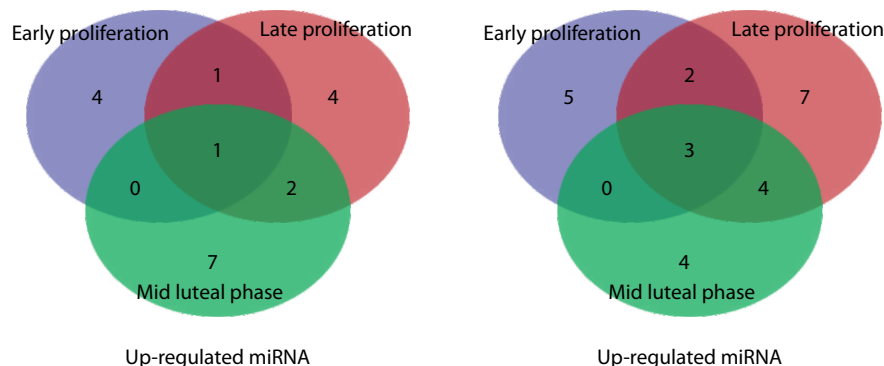 Early proliferation
Late proliferation
1
4
4
1
0
2
7
Mid luteal phase
Up-regulated miRNA
Early proliferation
Late proliferation
2
5
7
3
0
4
4
Mid luteal phase
Up-regulated miRNA